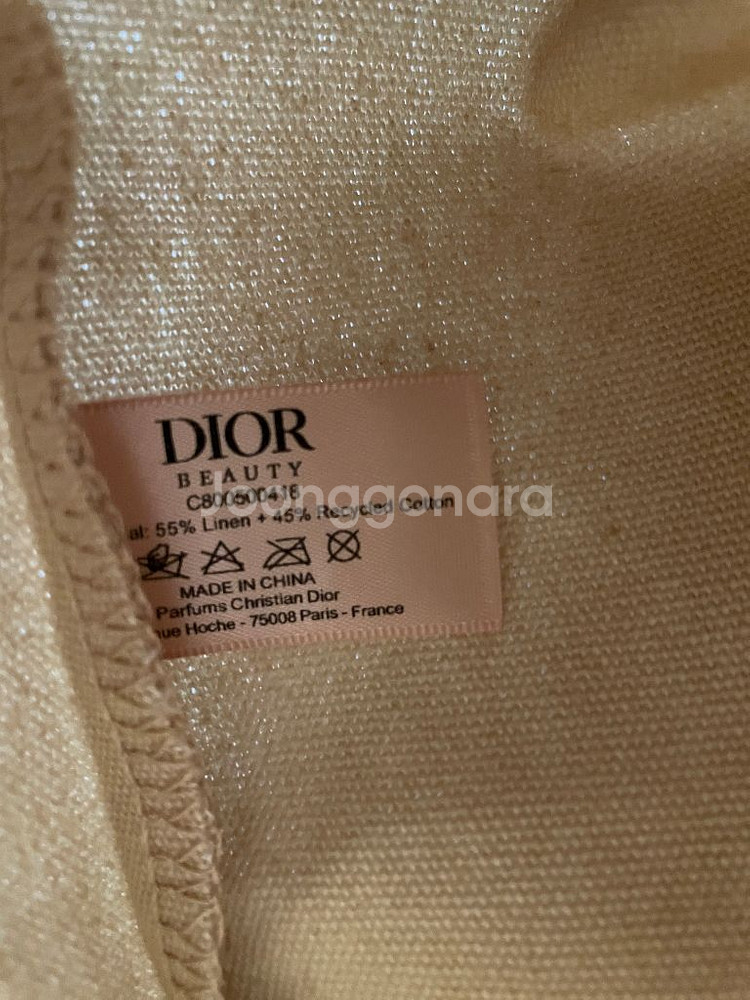 DIOR
BEAUTY
C800500416
al: 55% Linen + 45% Recycled Cotton
MADE IN CHINA
Parfums Christian Dior
nue Hoche - 75008 Paris - France
Joonggonara